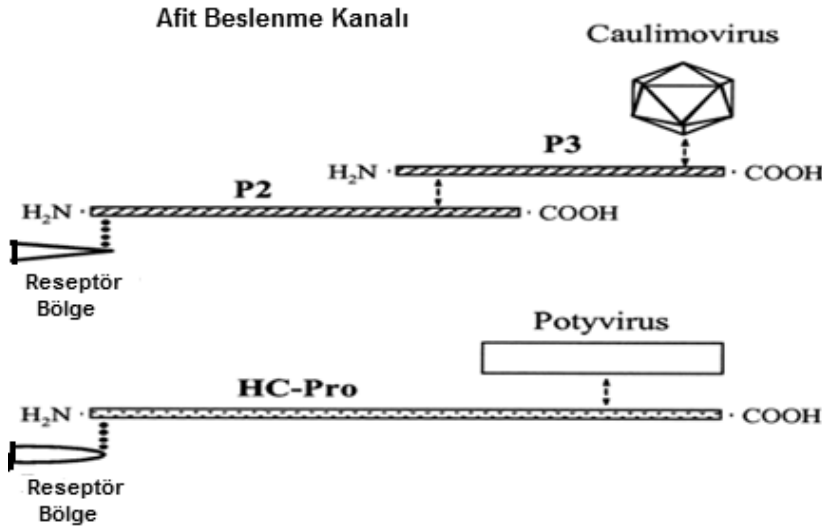 Afit Beslenme Kanalı
Caulimovirus
P3
H₂N · · COOH
P2
H₂N · · COOH
Reseptör
Bölge
Potyvirus
HC-Pro
H₂N · · COOH
Reseptör
Bölge